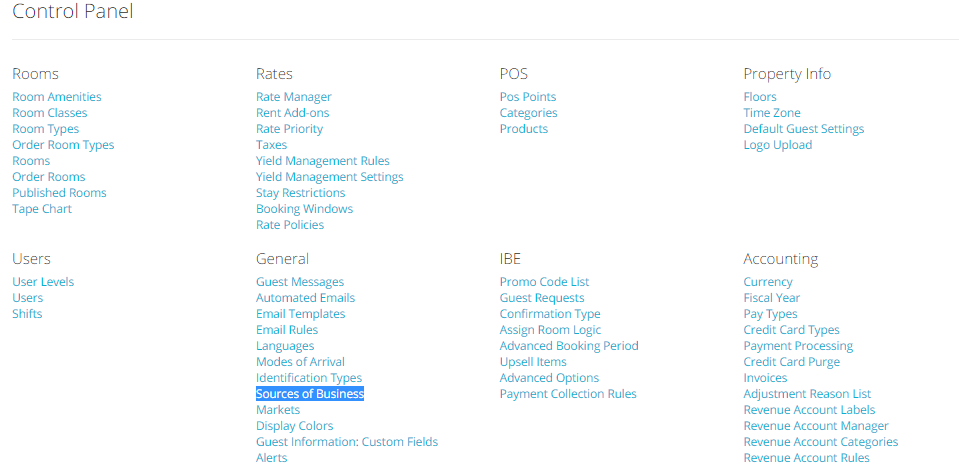 Control Panel
Rooms
Room Amenities
Room Classes
Room Types
Order Room Types
Rooms
Order Rooms
Published Rooms
Tape Chart
Rates
Rate Manager
Rent Add-ons
Rate Priority
Taxes
Yield Management Rules
Yield Management Settings
Stay Restrictions
Booking Windows
Rate Policies
POS
Pos Points
Categories
Products
Property Info
Floors
Time Zone
Default Guest Settings
Logo Upload
Users
User Levels
Users
Shifts
General
Guest Messages
Automated Emails
Email Templates
Email Rules
Languages
Modes of Arrival
Identification Types
Sources of Business
Markets
Display Colors
Guest Information: Custom Fields
Alerts
IBE
Promo Code List
Guest Requests
Confirmation Type
Assign Room Logic
Advanced Booking Period
Upsell Items
Advanced Options
Payment Collection Rules
Accounting
Currency
Fiscal Year
Pay Types
Credit Card Types
Payment Processing
Credit Card Purge
Invoices
Adjustment Reason List
Revenue Account Labels
Revenue Account Manager
Revenue Account Categories
Revenue Account Rules